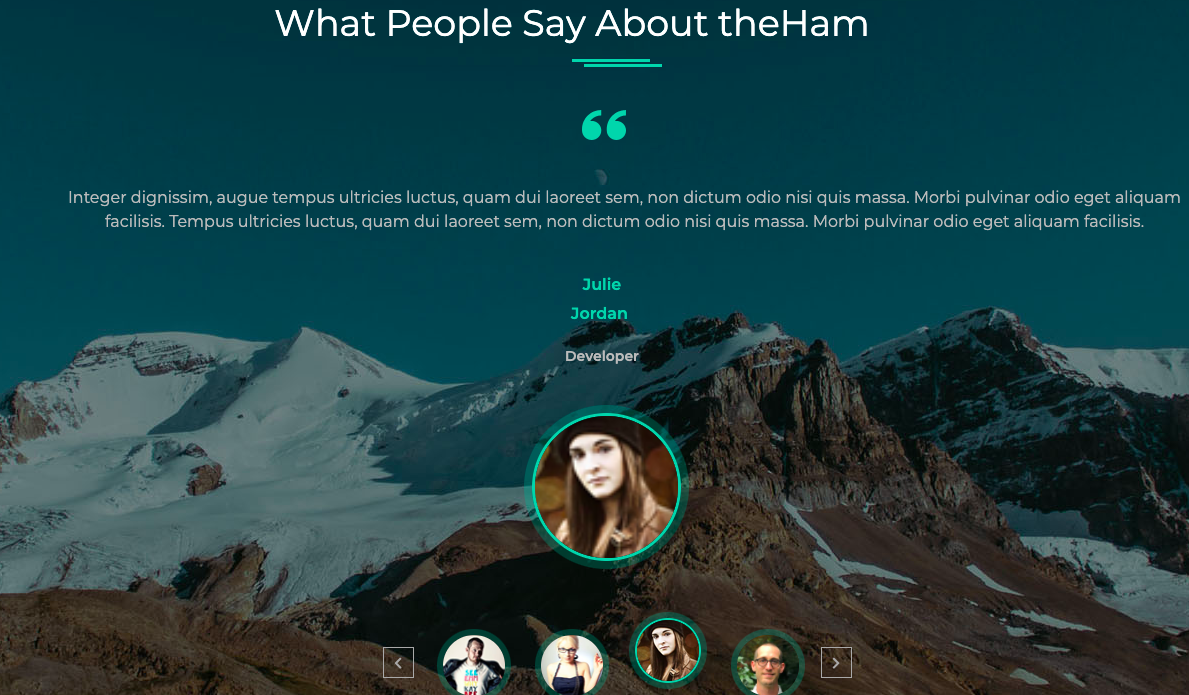 What People Say About theHam
“
Integer dignissim, augue tempus ultricies luctus, quam dui laoreet sem, non dictum odio nisi quis massa. Morbi pulvinar odio eget aliquam
facilisis. Tempus ultricies luctus, quam dui laoreet sem, non dictum odio nisi quis massa. Morbi pulvinar odio eget aliquam facilisis.
Julie
Jordan
Developer